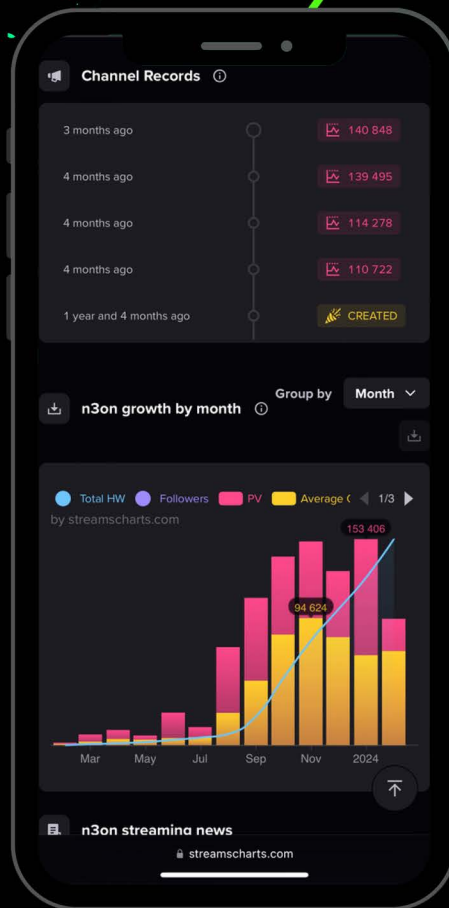 Channel Records
3 months ago 140 848
4 months ago 139 495
4 months ago 114 278
4 months ago 110 722
1 year and 4 months ago CREATED
Group by Month
n3on growth by month
Total HW Followers PV Average 1/3
by streamscharts.com
153 406
94 624
Mar May Jul Sep Nov 2024
n3on streaming news
streamscharts.com